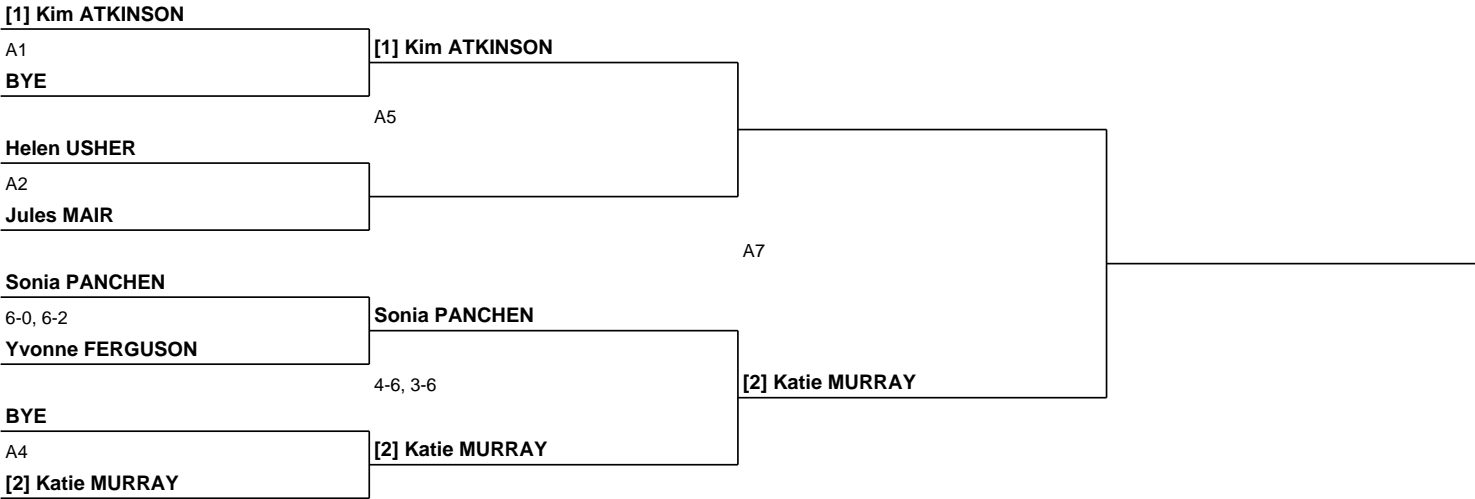 [1] Kim ATKINSON
A1
BYE
Helen USHER
A2
Jules MAIR
Sonia PANCHEN
6-0, 6-2
Yvonne FERGUSON
BYE
A4
[2] Katie MURRAY
[1] Kim ATKINSON
A5
Sonia PANCHEN
4-6, 3-6
[2] Katie MURRAY
A7
[2] Katie MURRAY